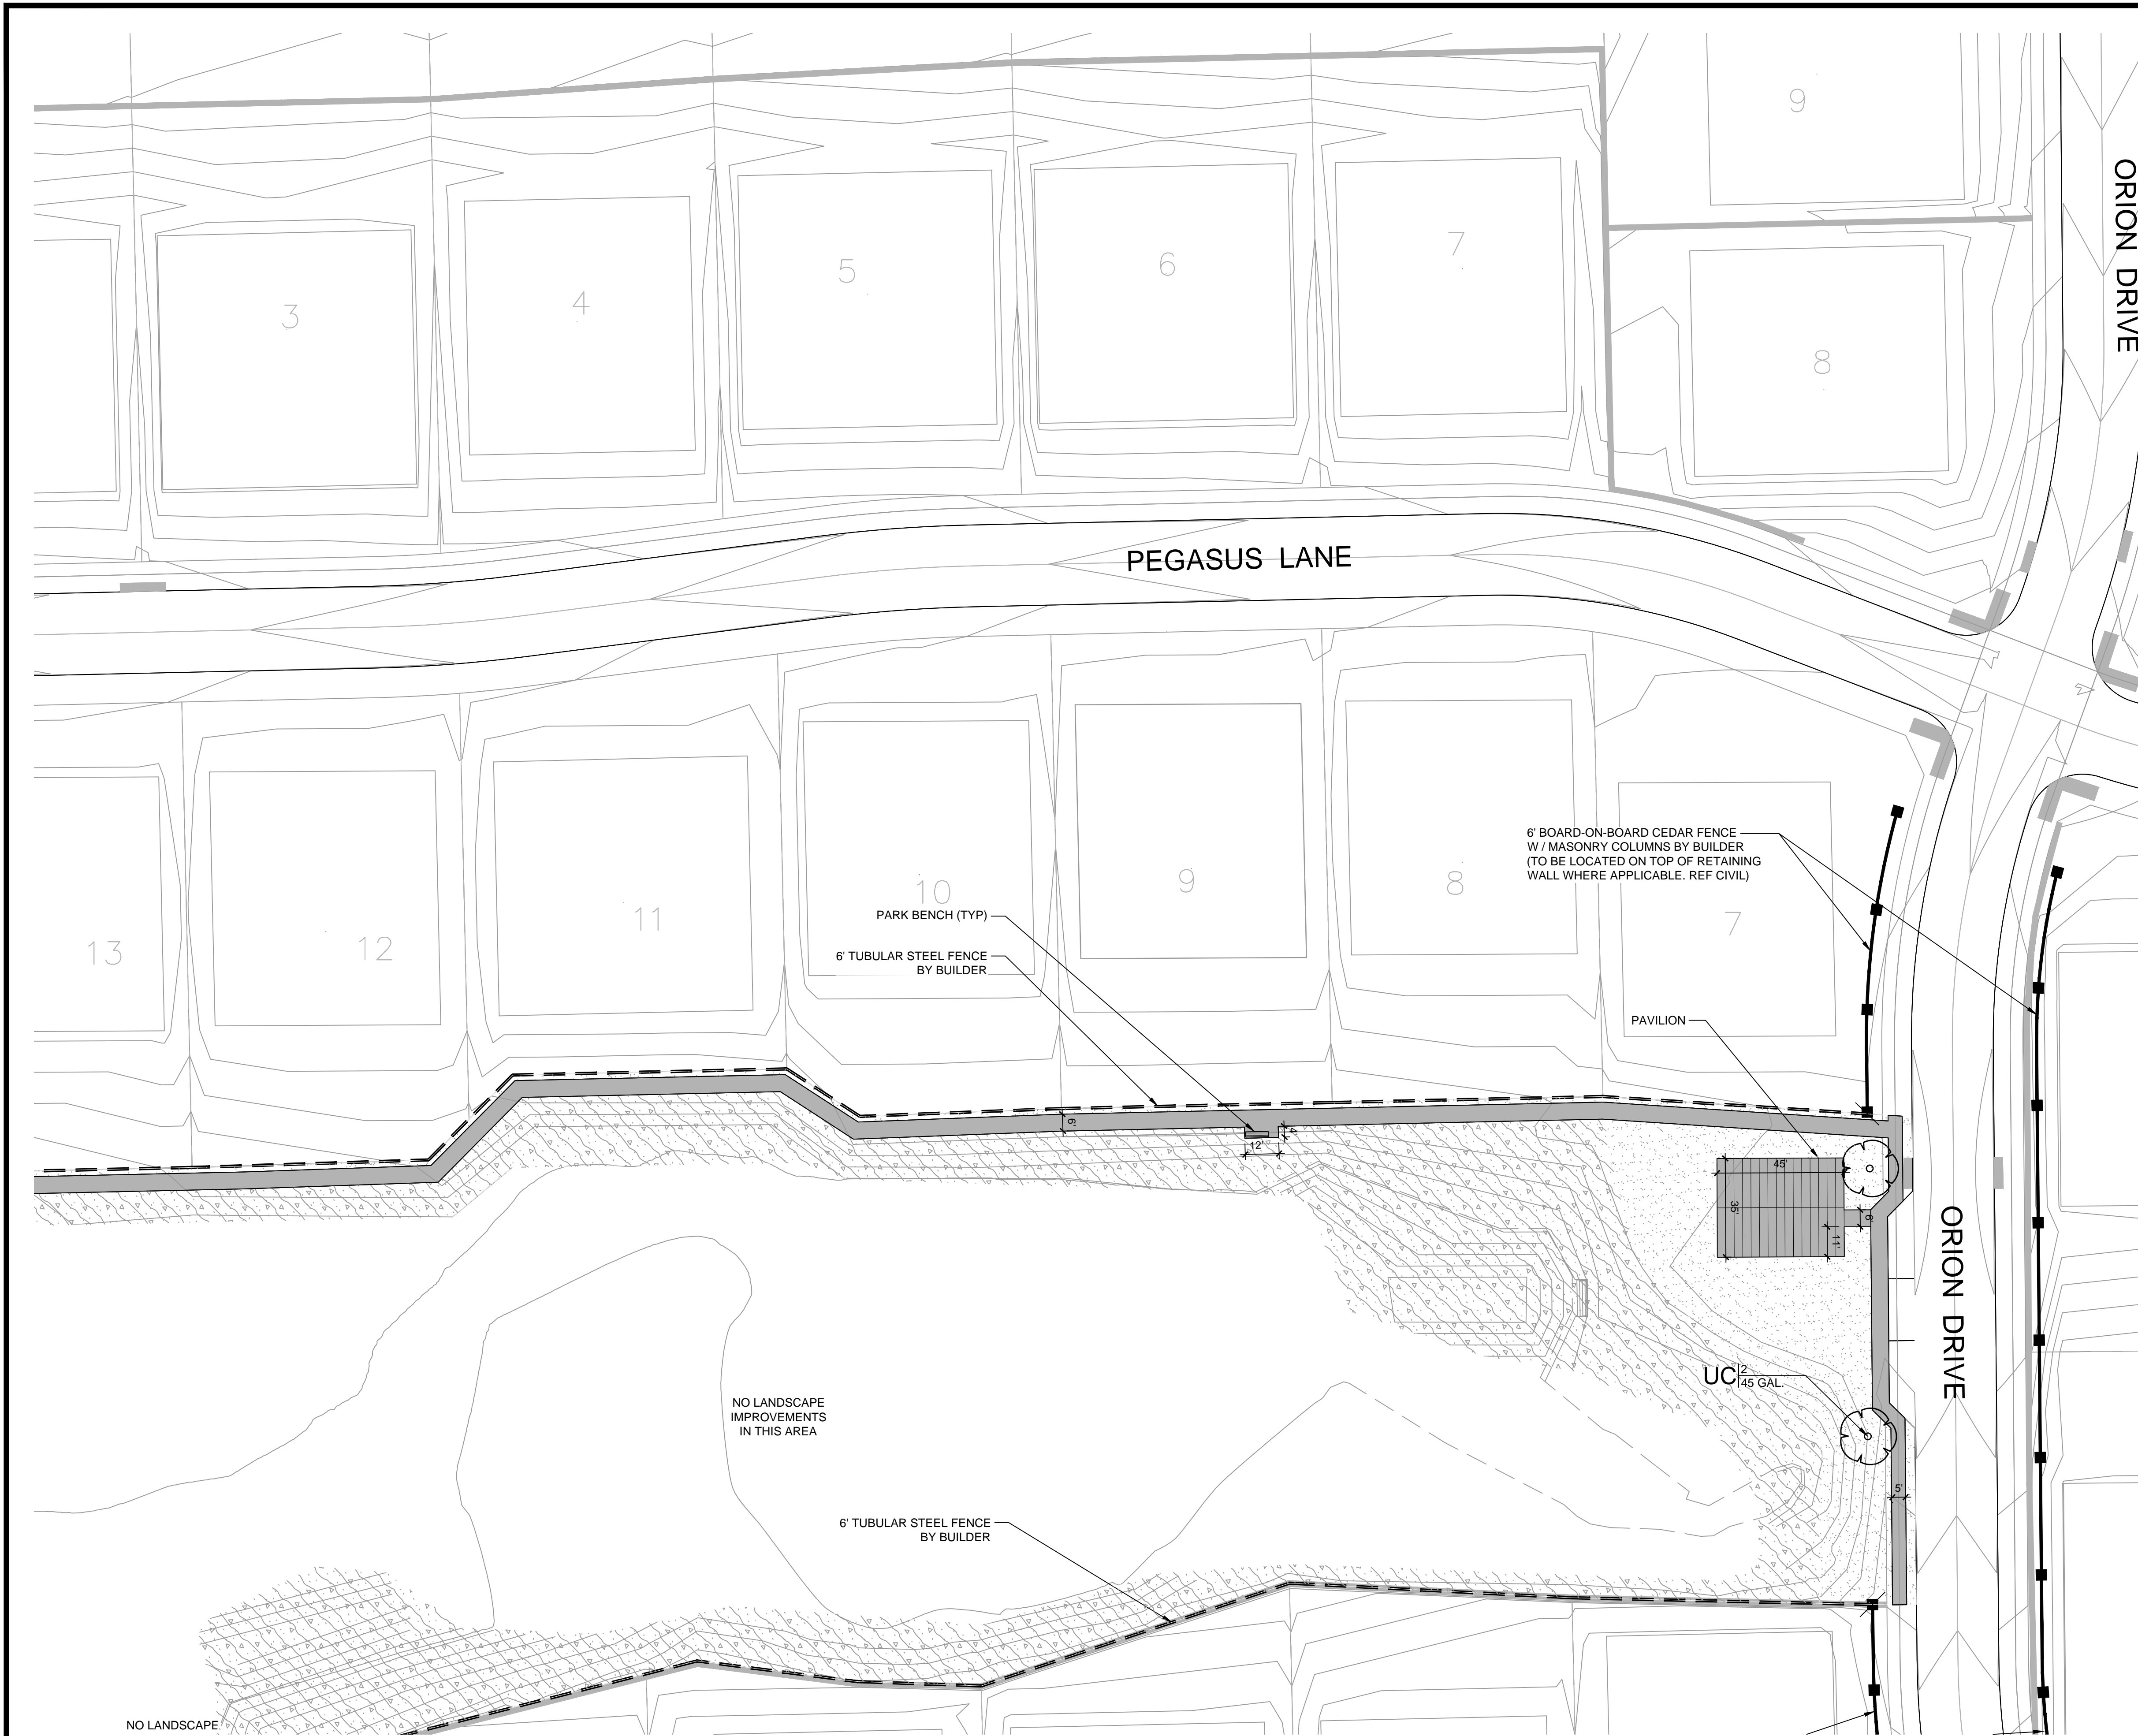 9
ORION DRIVE
7
6
5
4
3
8
PEGASUS LANE
6' BOARD-ON-BOARD CEDAR FENCE
W / MASONRY COLUMNS BY BUILDER
(TO BE LOCATED ON TOP OF RETAINING
WALL WHERE APPLICABLE. REF CIVIL)
13
12
11
10
9
8
7
PARK BENCH (TYP)
6' TUBULAR STEEL FENCE
BY BUILDER
PAVILION
6'
4'
12'
45'
35'
6'
11'
ORION DRIVE
UC
2
45 GAL.
NO LANDSCAPE
IMPROVEMENTS
IN THIS AREA
5'
6' TUBULAR STEEL FENCE
BY BUILDER
NO LANDSCAPE